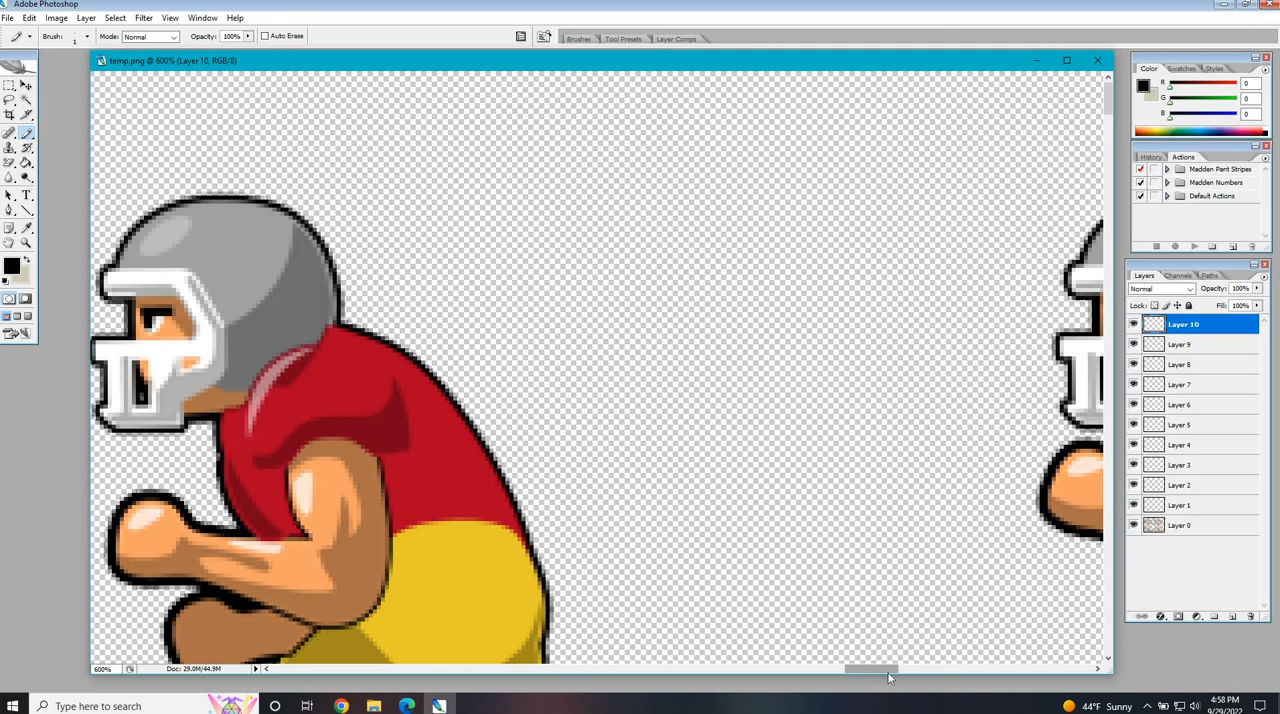 Adobe Photoshop
File Edit Image Layer Select Filter View Window Help
Brush: 1 Mode: Normal Opacity: 100% Auto Erase Brushes Tool Presets Layer Comps
temp.png @ 600% (Layer 10, RGB/8)
Color Swatches Styles
R 0
G 0
B 0
History Actions
Madden Pant Stripes
Madden Numbers
Default Actions
Layers Channels Paths
Normal Opacity: 100%
Lock: Fill: 100%
Layer 10
Layer 9
Layer 8
Layer 7
Layer 6
Layer 5
Layer 4
Layer 3
Layer 2
Layer 1
Layer 0
600% Doc: 29.0M/44.9M
Type here to search
44°F Sunny
4:58 PM
9/29/2022